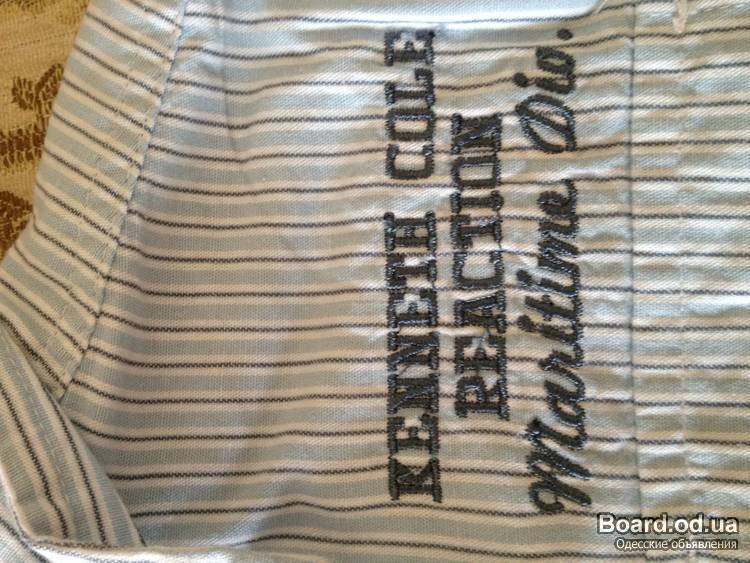 KENNETH COLE
REACTION
Maritime Div.
Board.od.ua
Одесские объявления